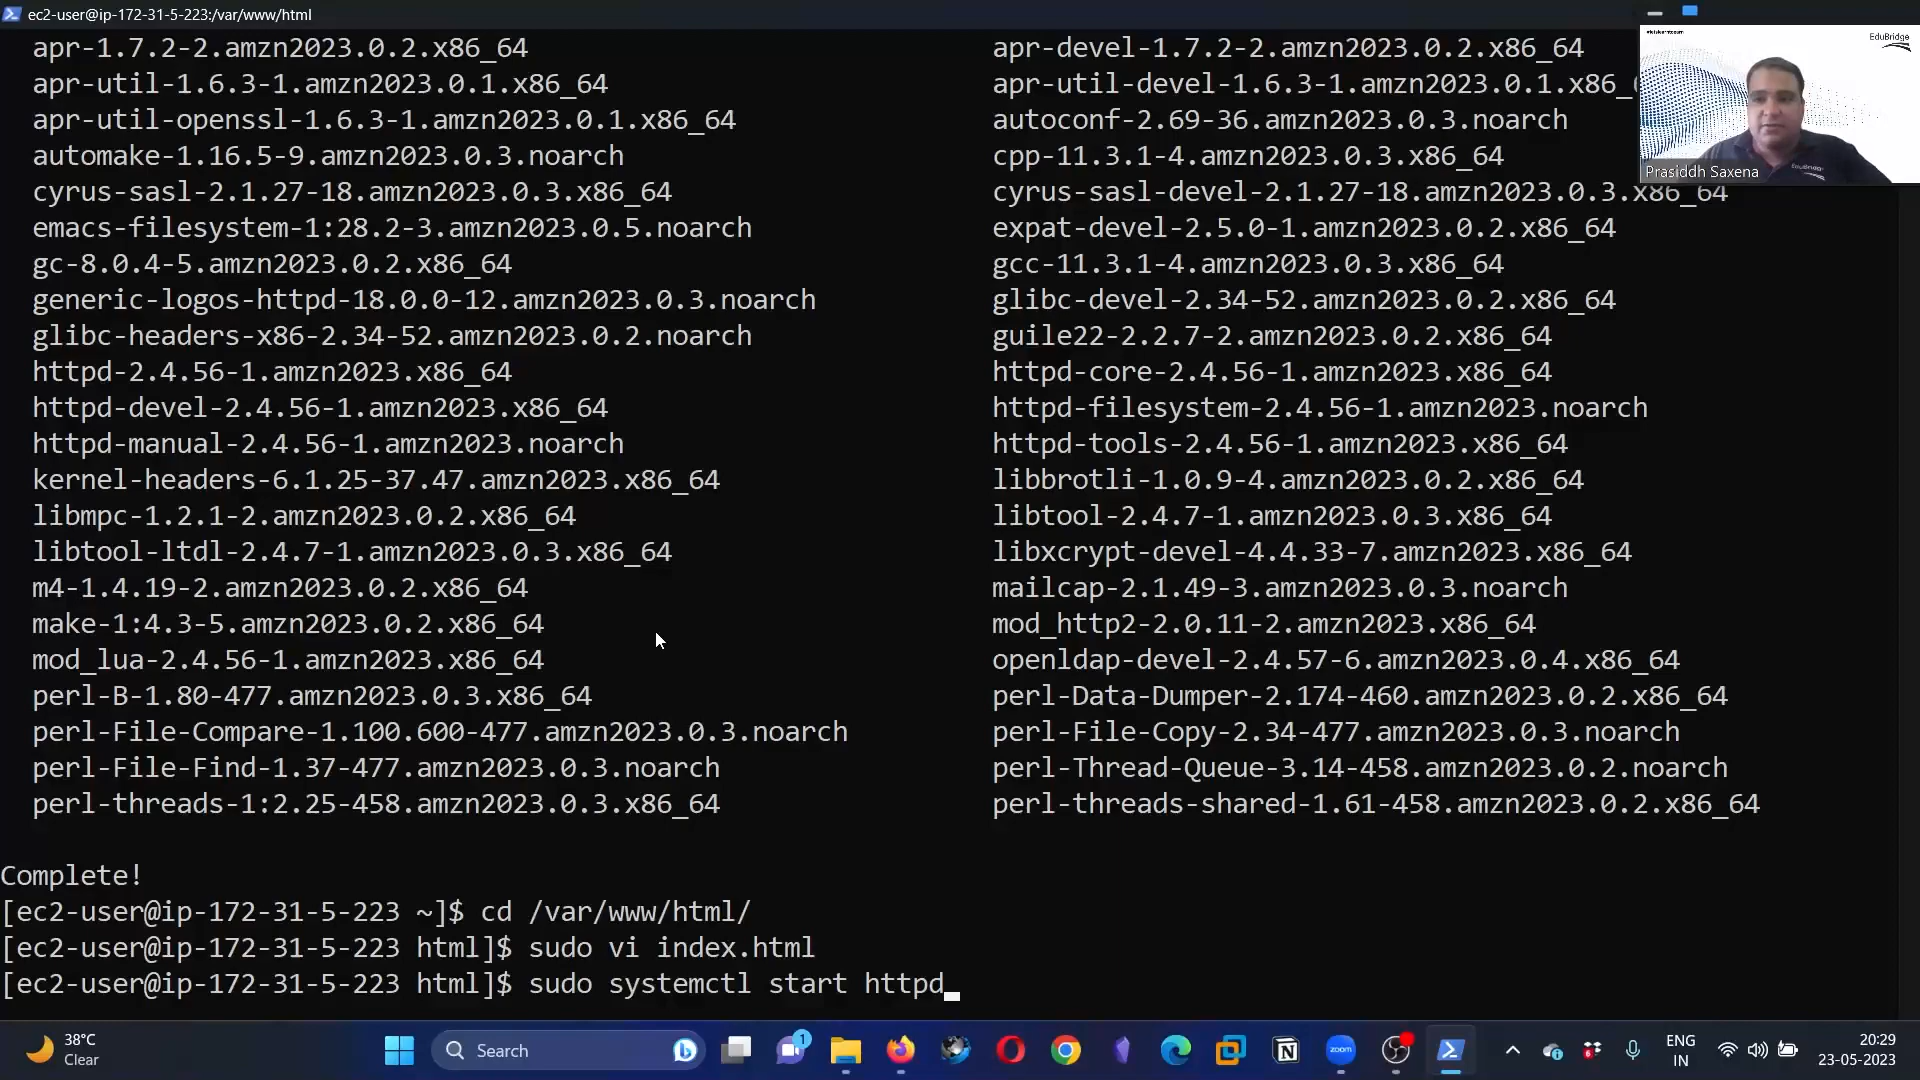 ec2-user@ip-172-31-5-223:/var/www/html
apr-1.7.2-2.amzn2023.0.2.x86_64 apr-devel-1.7.2-2.amzn2023.0.2.x86_64
apr-util-1.6.3-1.amzn2023.0.1.x86_64 apr-util-devel-1.6.3-1.amzn2023.0.1.x86_
apr-util-openssl-1.6.3-1.amzn2023.0.1.x86_64 autoconf-2.69-36.amzn2023.0.3.noarch
automake-1.16.5-9.amzn2023.0.3.noarch cpp-11.3.1-4.amzn2023.0.3.x86_64
cyrus-sasl-2.1.27-18.amzn2023.0.3.x86_64 cyrus-sasl-devel-2.1.27-18.amzn2023.0.3.x86_64
emacs-filesystem-1:28.2-3.amzn2023.0.5.noarch expat-devel-2.5.0-1.amzn2023.0.2.x86_64
gc-8.0.4-5.amzn2023.0.2.x86_64 gcc-11.3.1-4.amzn2023.0.3.x86_64
generic-logos-httpd-18.0.0-12.amzn2023.0.3.noarch glibc-devel-2.34-52.amzn2023.0.2.x86_64
glibc-headers-x86-2.34-52.amzn2023.0.2.noarch guile22-2.2.7-2.amzn2023.0.2.x86_64
httpd-2.4.56-1.amzn2023.x86_64 httpd-core-2.4.56-1.amzn2023.x86_64
httpd-devel-2.4.56-1.amzn2023.x86_64 httpd-filesystem-2.4.56-1.amzn2023.noarch
httpd-manual-2.4.56-1.amzn2023.noarch httpd-tools-2.4.56-1.amzn2023.x86_64
kernel-headers-6.1.25-37.47.amzn2023.x86_64 libbrotli-1.0.9-4.amzn2023.0.2.x86_64
libmpc-1.2.1-2.amzn2023.0.2.x86_64 libtool-2.4.7-1.amzn2023.0.3.x86_64
libtool-ltdl-2.4.7-1.amzn2023.0.3.x86_64 libxcrypt-devel-4.4.33-7.amzn2023.x86_64
m4-1.4.19-2.amzn2023.0.2.x86_64 mailcap-2.1.49-3.amzn2023.0.3.noarch
make-1:4.3-5.amzn2023.0.2.x86_64 mod_http2-2.0.11-2.amzn2023.x86_64
mod_lua-2.4.56-1.amzn2023.x86_64 openldap-devel-2.4.57-6.amzn2023.0.4.x86_64
perl-B-1.80-477.amzn2023.0.3.x86_64 perl-Data-Dumper-2.174-460.amzn2023.0.2.x86_64
perl-File-Compare-1.100.600-477.amzn2023.0.3.noarch perl-File-Copy-2.34-477.amzn2023.0.3.noarch
perl-File-Find-1.37-477.amzn2023.0.3.noarch perl-Thread-Queue-3.14-458.amzn2023.0.2.noarch
perl-threads-1:2.25-458.amzn2023.0.3.x86_64 perl-threads-shared-1.61-458.amzn2023.0.2.x86_64
Complete!
[ec2-user@ip-172-31-5-223 ~]$ cd /var/www/html/
[ec2-user@ip-172-31-5-223 html]$ sudo vi index.html
[ec2-user@ip-172-31-5-223 html]$ sudo systemctl start httpd
EduBridge
Prasiddh Saxena
38°C
Clear
Search
1
zoom
ENG
IN
20:29
23-05-2023